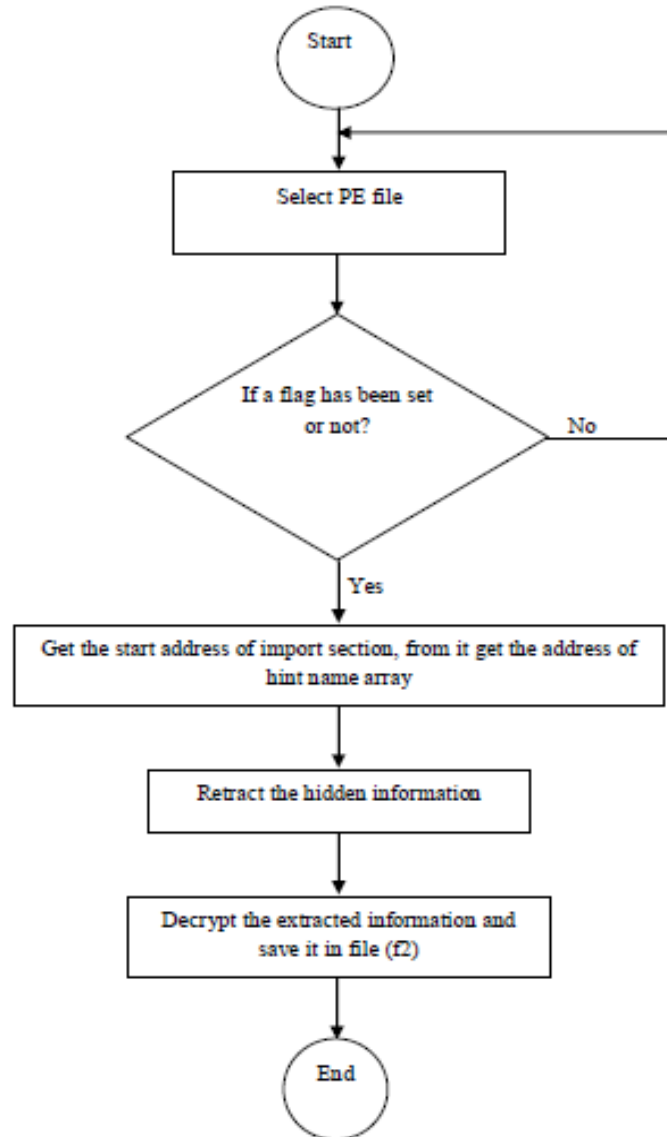 Start
Select PE file
If a flag has been set
or not?
No
Yes
Get the start address of import section, from it get the address of
hint name array
Retract the hidden information
Decrypt the extracted information and
save it in file (f2)
End